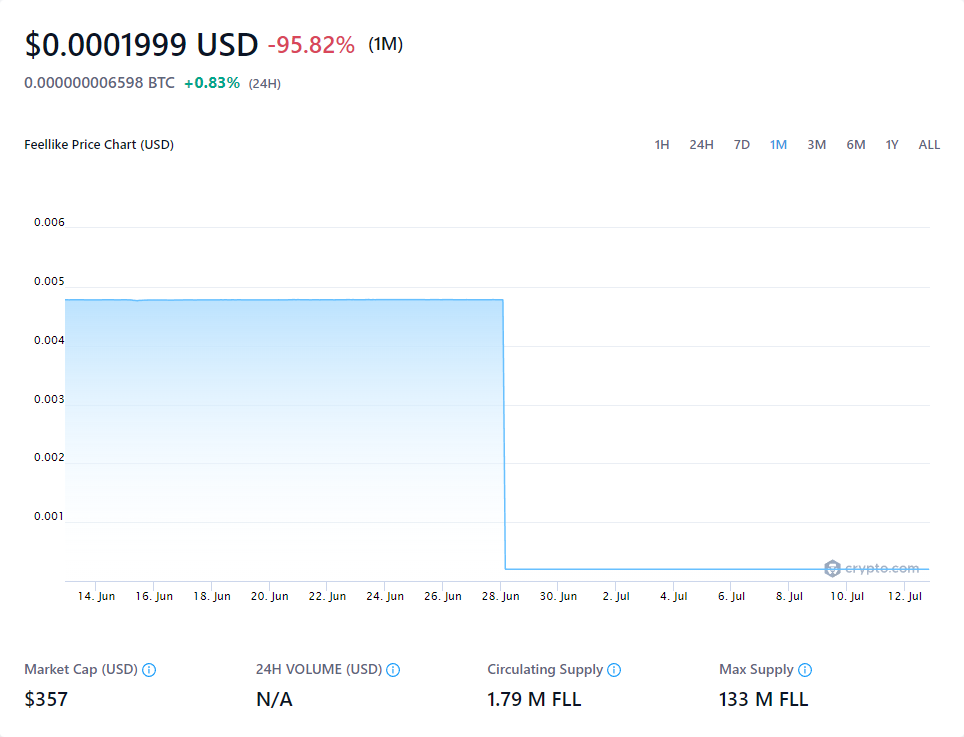 $0.0001999 USD -95.82% (1M)
0.000000006598 BTC +0.83% (24H)
Feellike Price Chart (USD) 1H 24H 7D 1M 3M 6M 1Y ALL
0.006
0.005
0.004
0.003
0.002
0.001
crypto.com
14. Jun 16. Jun 18. Jun 20. Jun 22. Jun 24. Jun 26. Jun 28. Jun 30. Jun 2. Jul 4. Jul 6. Jul 8. Jul 10. Jul 12. Jul
Market Cap (USD) 24H VOLUME (USD) Circulating Supply Max Supply
$357 N/A 1.79 M FLL 133 M FLL